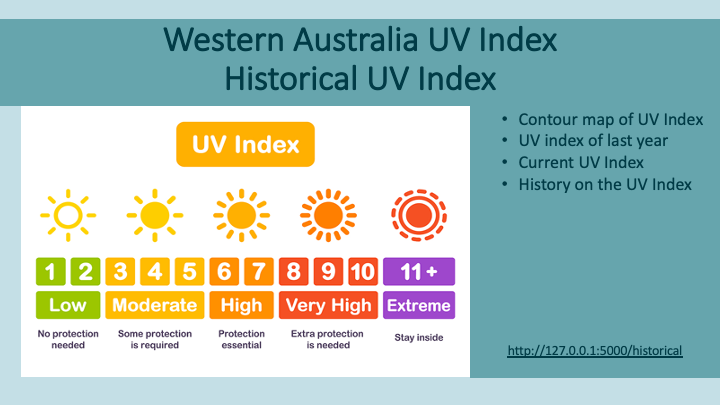 Western Australia UV Index
Historical UV Index
UV Index
1 2 3 4 5 6 7 8 9 10 11+
Low Moderate High Very High Extreme
No protection needed
Some protection is required
Protection essential
Extra protection is needed
Stay inside
• Contour map of UV Index
• UV index of last year
• Current UV Index
• History on the UV Index
http://127.0.0.1:5000/historical